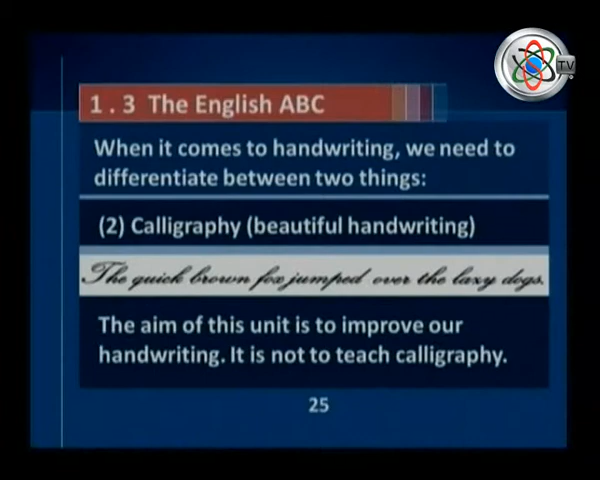 TV
1.3 The English ABC
When it comes to handwriting, we need to
differentiate between two things:
(2) Calligraphy (beautiful handwriting)
The quick brown fox jumped over the lazy dogs.
The aim of this unit is to improve our
handwriting. It is not to teach calligraphy.
25